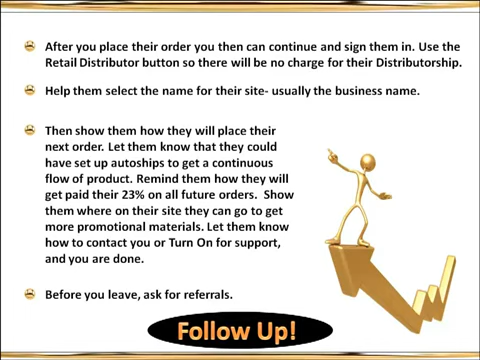 After you place their order you then can continue and sign them in. Use the
Retail Distributor button so there will be no charge for their Distributorship.
Help them select the name for their site- usually the business name.
Then show them how they will place their
next order. Let them know that they could
have set up autoships to get a continuous
flow of product. Remind them how they will
get paid their 23% on all future orders.  Show
them where on their site they can go to get
more promotional materials. Let them know
how to contact you or Turn On for support,
and you are done.
Before you leave, ask for referrals.
Follow Up!